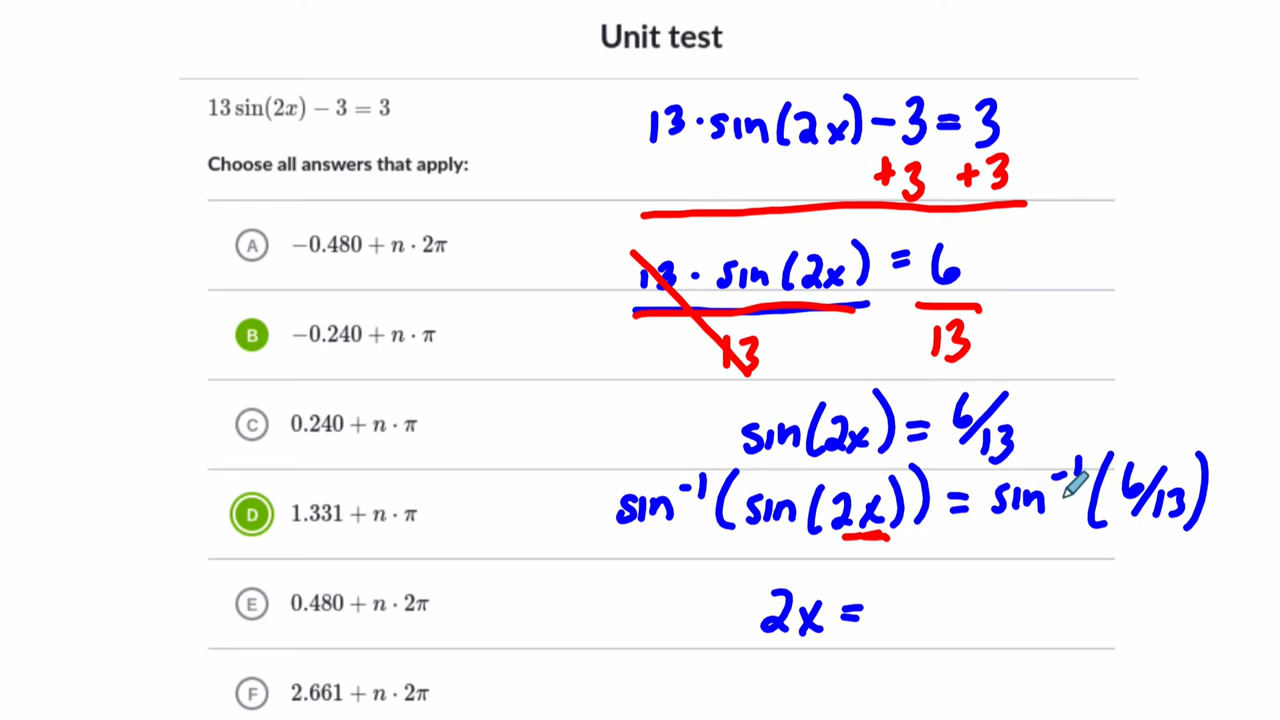 Unit test
13 sin(2x) − 3 = 3
Choose all answers that apply:
A −0.480 + n · 2π
B −0.240 + n · π
C 0.240 + n · π
D 1.331 + n · π
E 0.480 + n · 2π
F 2.661 + n · 2π
13 · sin(2x) − 3 = 3
+3 +3
13 · sin(2x) = 6
13 13
sin(2x) = 6/13
sin⁻¹(sin(2x)) = sin⁻¹(6/13)
2x =